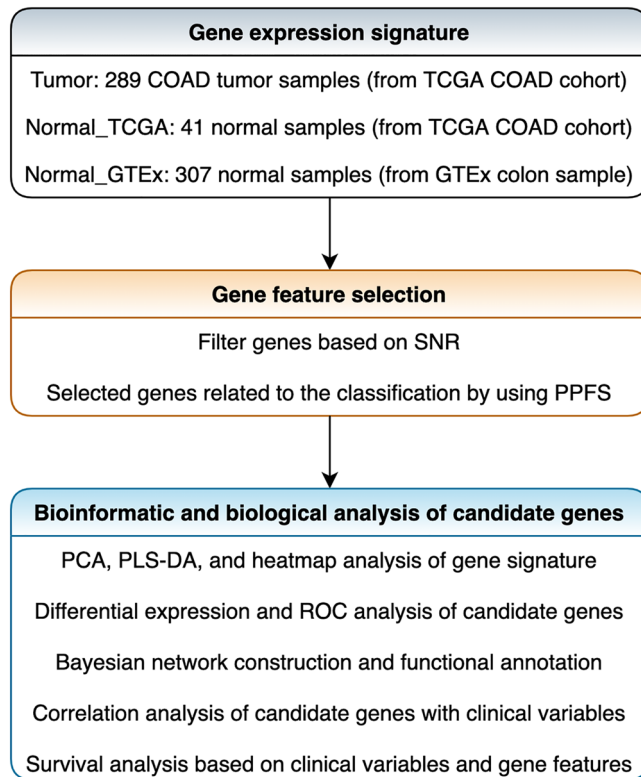 Gene expression signature
Tumor: 289 COAD tumor samples (from TCGA COAD cohort)
Normal_TCGA: 41 normal samples (from TCGA COAD cohort)
Normal_GTEx: 307 normal samples (from GTEx colon sample)
Gene feature selection
Filter genes based on SNR
Selected genes related to the classification by using PPFS
Bioinformatic and biological analysis of candidate genes
PCA, PLS-DA, and heatmap analysis of gene signature
Differential expression and ROC analysis of candidate genes
Bayesian network construction and functional annotation
Correlation analysis of candidate genes with clinical variables
Survival analysis based on clinical variables and gene features